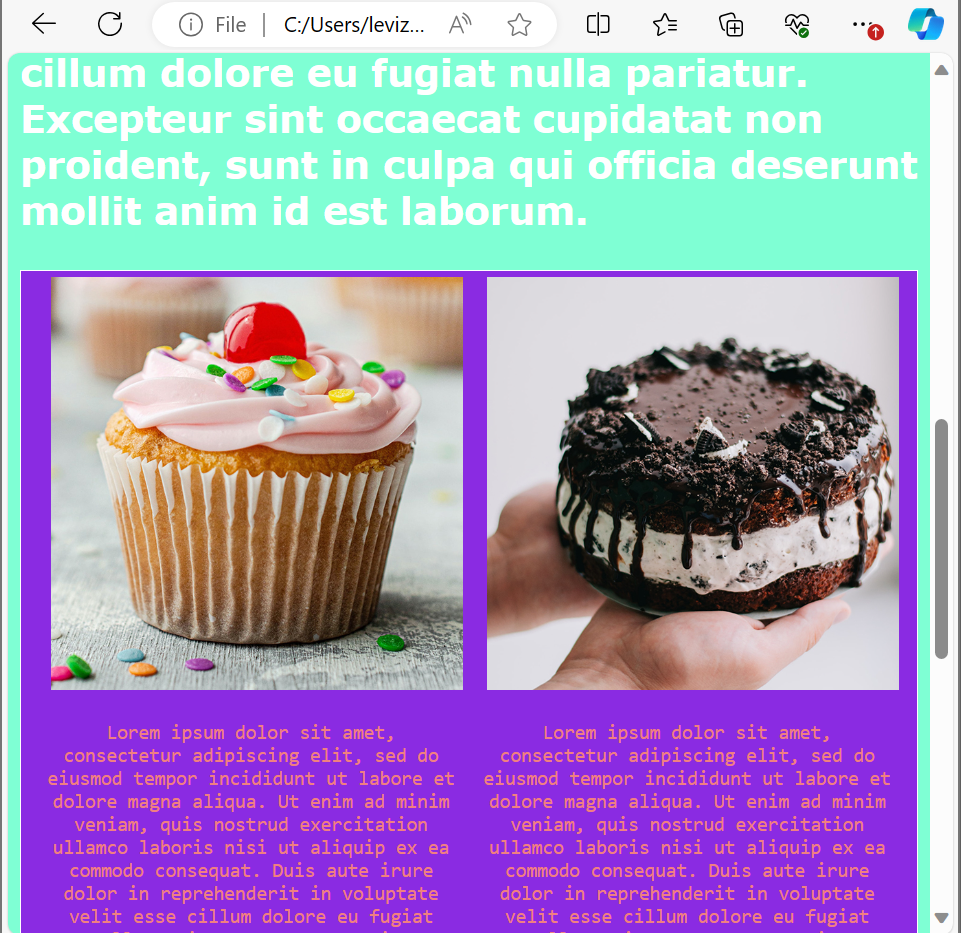 File | C:/Users/leviz...
cillum dolore eu fugiat nulla pariatur.
Excepteur sint occaecat cupidatat non
proident, sunt in culpa qui officia deserunt
mollit anim id est laborum.
Lorem ipsum dolor sit amet,
consectetur adipiscing elit, sed do
eiusmod tempor incididunt ut labore et
dolore magna aliqua. Ut enim ad minim
veniam, quis nostrud exercitation
ullamco laboris nisi ut aliquip ex ea
commodo consequat. Duis aute irure
dolor in reprehenderit in voluptate
velit esse cillum dolore eu fugiat
Lorem ipsum dolor sit amet,
consectetur adipiscing elit, sed do
eiusmod tempor incididunt ut labore et
dolore magna aliqua. Ut enim ad minim
veniam, quis nostrud exercitation
ullamco laboris nisi ut aliquip ex ea
commodo consequat. Duis aute irure
dolor in reprehenderit in voluptate
velit esse cillum dolore eu fugiat